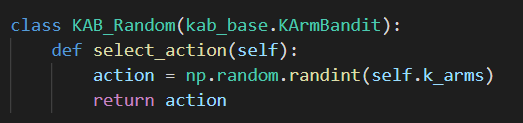 class KAB_Random(kab_base.KArmBandit):
    def select_action(self):
        action = np.random.randint(self.k_arms)
        return action